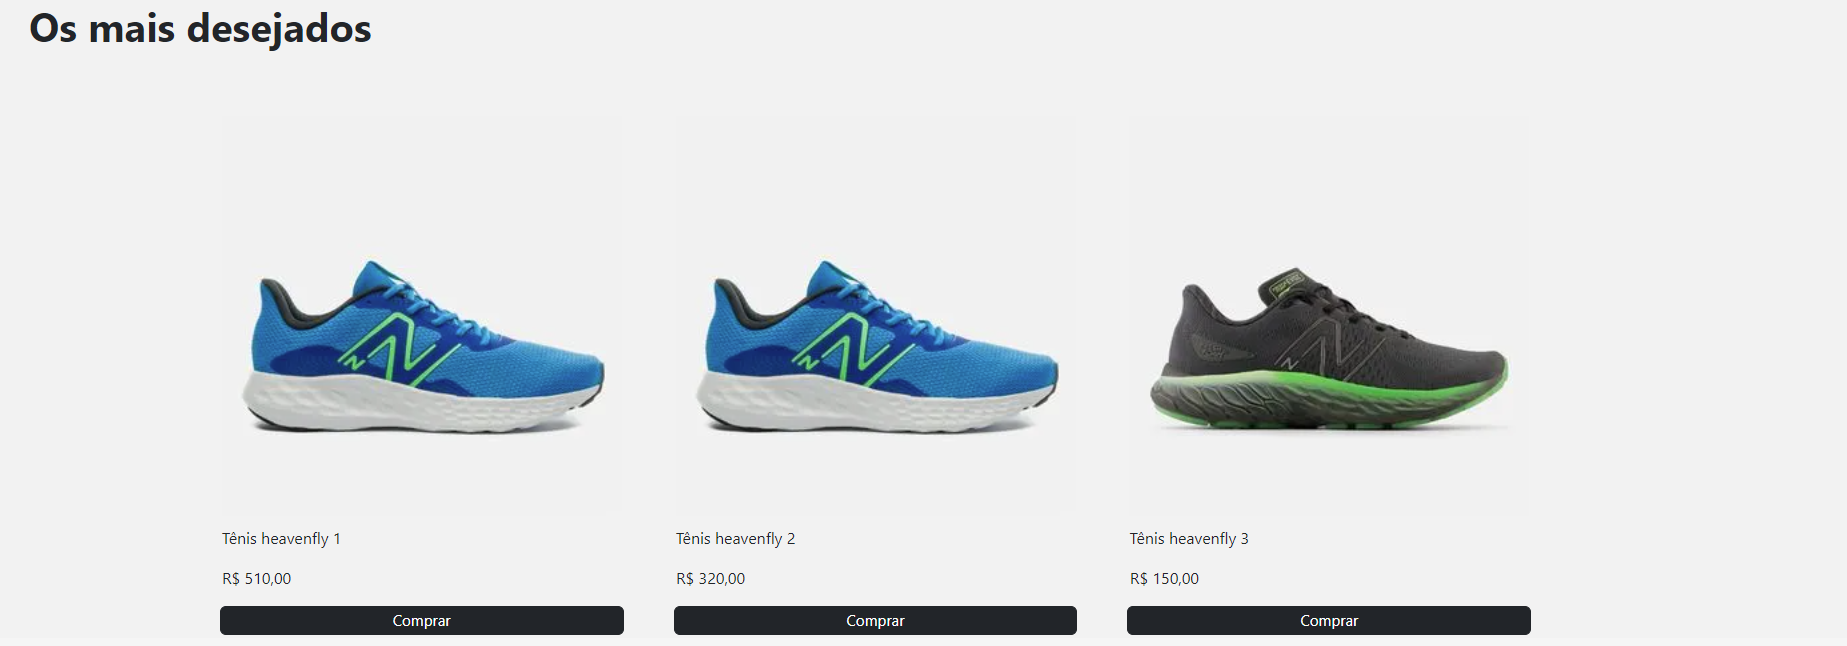 Os mais desejados
Tênis heavenfly 1
Tênis heavenfly 2
Tênis heavenfly 3
R$ 510,00
R$ 320,00
R$ 150,00
Comprar
Comprar
Comprar